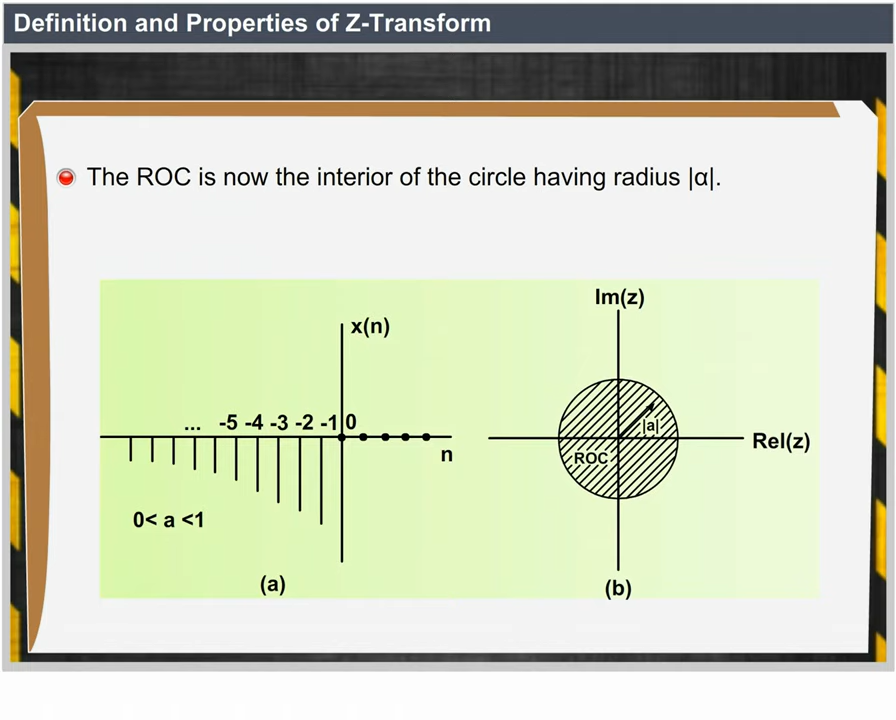 Definition and Properties of Z-Transform
The ROC is now the interior of the circle having radius |α|.
Im(z)
x(n)
... -5 -4 -3 -2 -1 0
|a|
n
Rel(z)
ROC
0< a <1
(a)
(b)